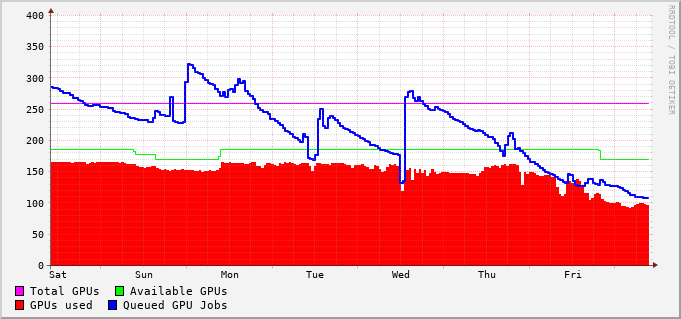 400
350
300
250
200
150
100
50
0
Sat Sun Mon Tue Wed Thu Fri
Total GPUs Available GPUs
GPUs used Queued GPU Jobs
RRDTOOL / TOBI OETIKER